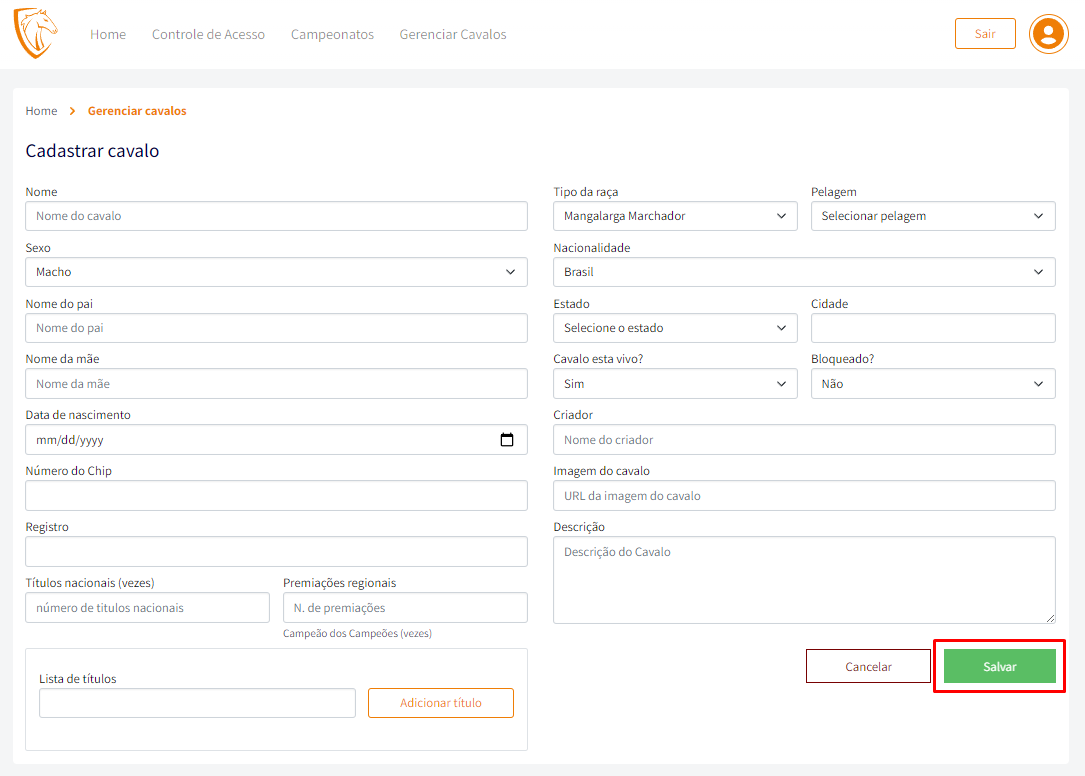 Home Controle de Acesso Campeonatos Gerenciar Cavalos Sair
Home > Gerenciar cavalos
Cadastrar cavalo
Nome
Nome do cavalo
Sexo
Macho
Nome do pai
Nome do pai
Nome da mãe
Nome da mãe
Data de nascimento
mm/dd/yyyy
Número do Chip
Registro
Títulos nacionais (vezes) Premiações regionais
número de titulos nacionais N. de premiações
Campeão dos Campeões (vezes)
Lista de títulos
Adicionar título
Tipo da raça Pelagem
Mangalarga Marchador Selecionar pelagem
Nacionalidade
Brasil
Estado Cidade
Selecione o estado
Cavalo esta vivo? Bloqueado?
Sim Não
Criador
Nome do criador
Imagem do cavalo
URL da imagem do cavalo
Descrição
Descrição do Cavalo
Cancelar Salvar